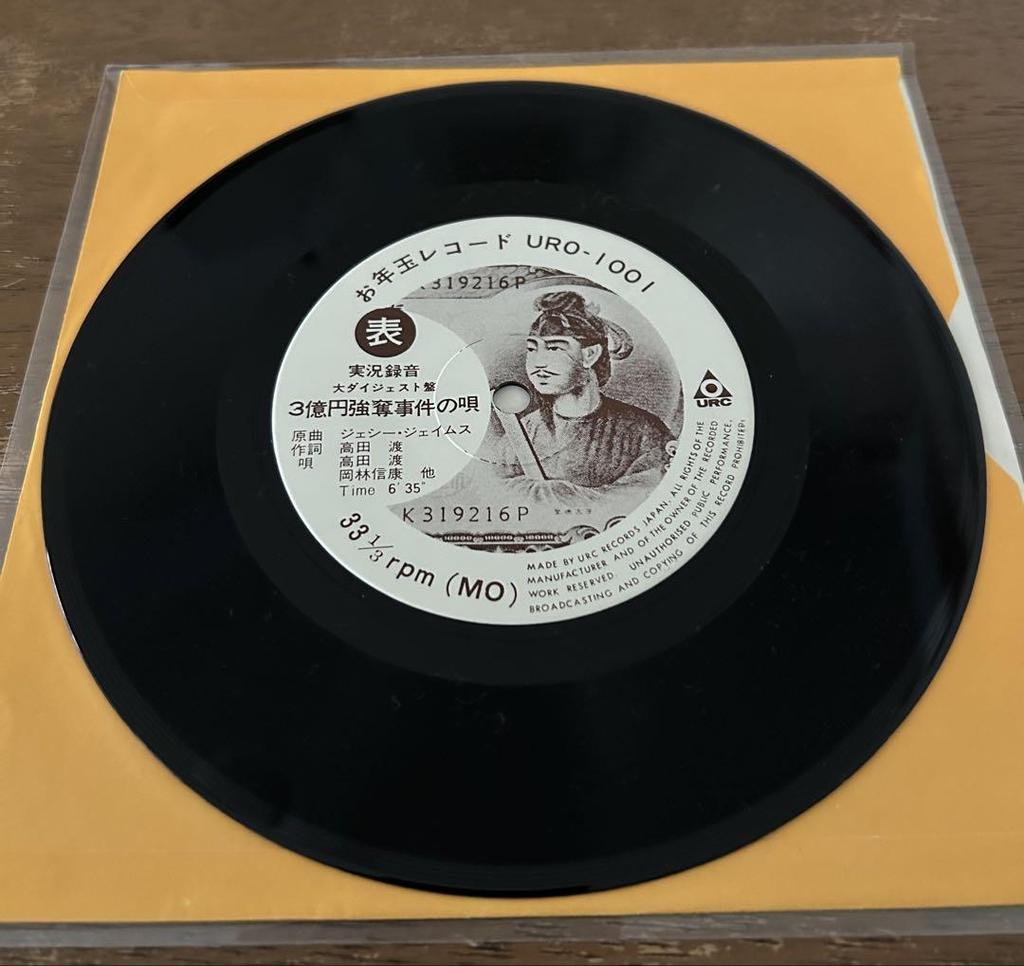 お年玉レコード URO-1001
319216P
表
実況録音
大ダイジェスト盤
3億円強奪事件の唄
原曲 ジェシー・ジェイムス
作詞 高田 渡
唄 高田 渡
岡林信康 他
Time 6'35"
K319216P
聖徳太子
33 1/3 rpm (MO)
URC
MADE BY URC RECORDS JAPAN. ALL RIGHTS OF THE
MANUFACTURER AND OF THE OWNER OF THE RECORDED
WORK RESERVED. UNAUTHORISED PUBLIC PERFORMANCE,
BROADCASTING AND COPYING OF THIS RECORD PROHIBITED.